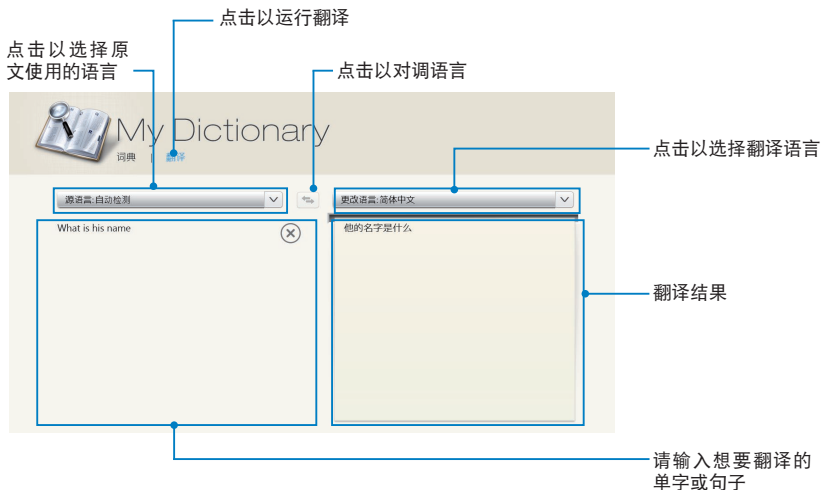 点击以运行翻译
点击以选择原
文使用的语言
点击以对调语言
My Dictionary
词典 | 翻译
点击以选择翻译语言
源语言:自动检测
更改语言:简体中文
What is his name
他的名字是什么
翻译结果
请输入想要翻译的
单字或句子